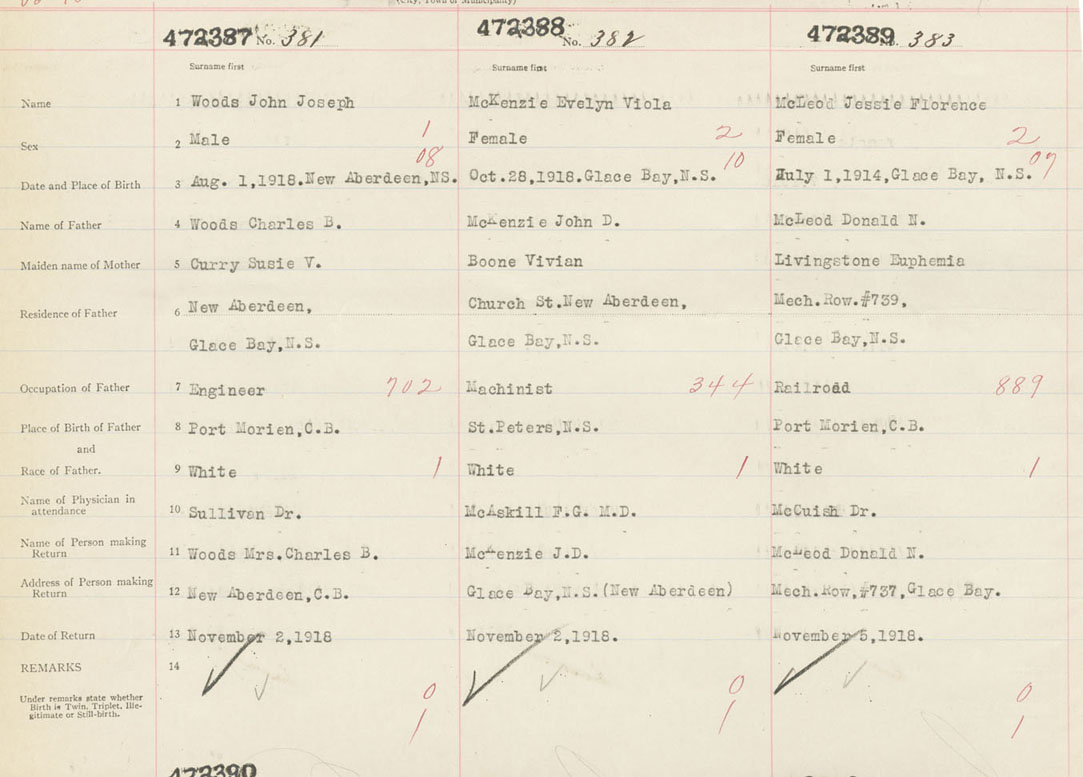 (City, Town or Municipality)
472387 No. 381 472388 No. 382 472389 No. 383
Surname first Surname first Surname first
Name 1 Woods John Joseph McKenzie Evelyn Viola McLeod Jessie Florence
Sex 2 Male 1 Female 2 Female 2
08 10 07
Date and Place of Birth 3 Aug. 1,1918.New Aberdeen,NS. Oct.28,1918.Glace Bay,N.S. July 1,1914,Glace Bay, N.S.
Name of Father 4 Woods Charles B. McKenzie John D. McLeod Donald N.
Maiden name of Mother 5 Curry Susie V. Boone Vivian Livingstone Euphemia
Residence of Father 6 New Aberdeen, Church St.New Aberdeen, Mech.Row.#739,
Glace Bay,N.S. Glace Bay,N.S. Glace Bay,N.S.
Occupation of Father 7 Engineer 702 Machinist 344 Railroad 889
Place of Birth of Father 8 Port Morien,C.B. St.Peters,N.S. Port Morien,C.B.
and
Race of Father. 9 White 1 White 1 White 1
Name of Physician in
attendance 10 Sullivan Dr. McAskill F.G. M.D. McCuish Dr.
Name of Person making
Return 11 Woods Mrs.Charles B. McKenzie J.D. McLeod Donald N.
Address of Person making
Return 12 New Aberdeen,C.B. Glace Bay,N.S.(New Aberdeen) Mech.Row,#737,Glace Bay.
Date of Return 13 November 2,1918 November 2,1918. November 5,1918.
REMARKS 14
Under remarks state whether
Birth is Twin, Triplet, Ille-
gitimate or Still-birth.
0 0 0
1 1 1
472390